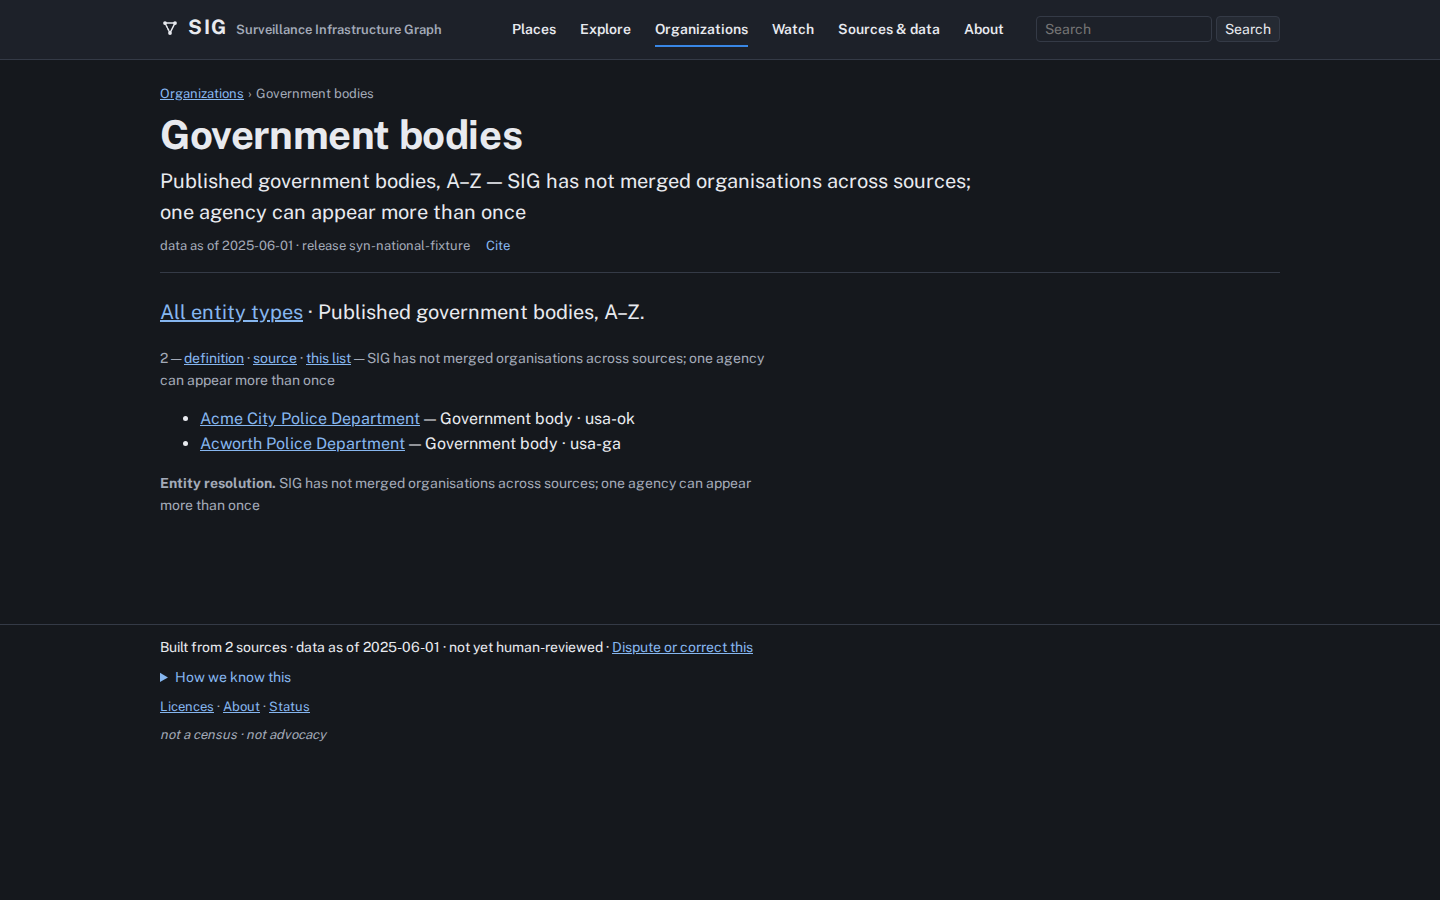 SIG Surveillance Infrastructure Graph
Places Explore Organizations Watch Sources & data About Search Search
Organizations › Government bodies
Government bodies
Published government bodies, A–Z — SIG has not merged organisations across sources;
one agency can appear more than once
data as of 2025-06-01 · release syn-national-fixture Cite
All entity types · Published government bodies, A–Z.
2 — definition · source · this list — SIG has not merged organisations across sources; one agency
can appear more than once
• Acme City Police Department — Government body · usa-ok
• Acworth Police Department — Government body · usa-ga
Entity resolution. SIG has not merged organisations across sources; one agency can appear
more than once
Built from 2 sources · data as of 2025-06-01 · not yet human-reviewed · Dispute or correct this
▶ How we know this
Licences · About · Status
not a census · not advocacy